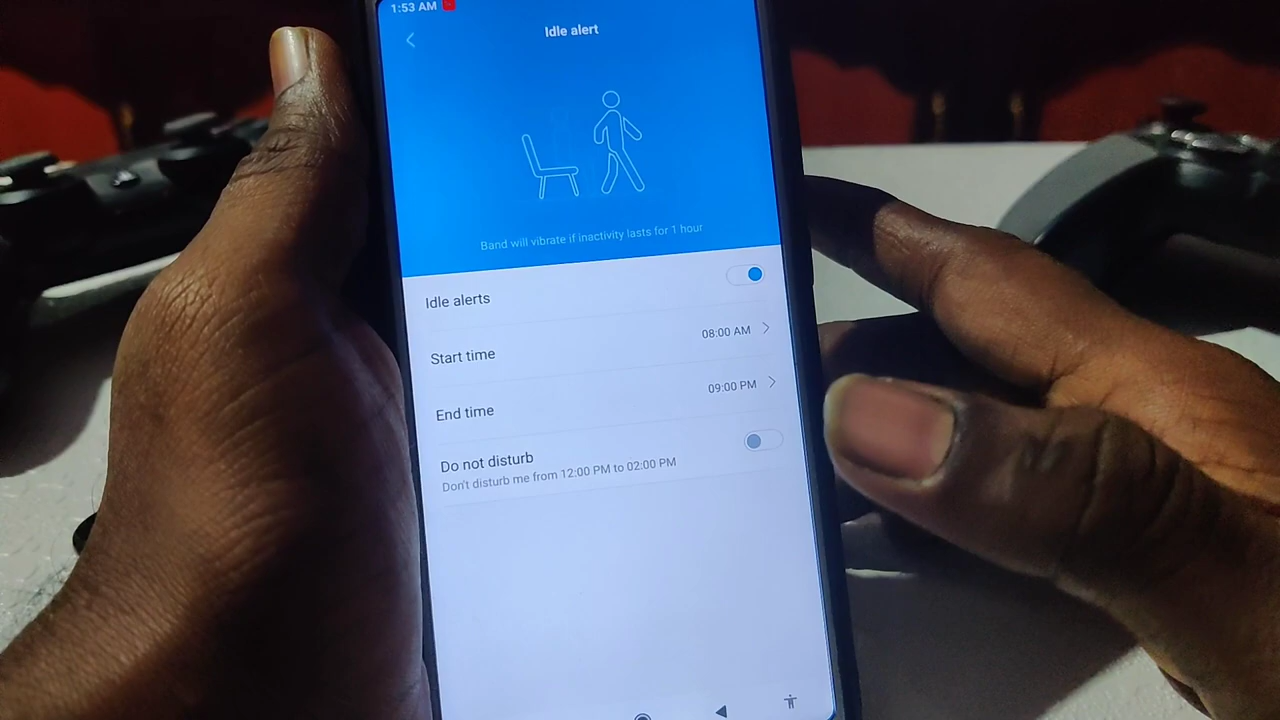 1:53 AM
Idle alert
Band will vibrate if inactivity lasts for 1 hour
Idle alerts
Start time 08:00 AM
End time 09:00 PM
Do not disturb
Don't disturb me from 12:00 PM to 02:00 PM